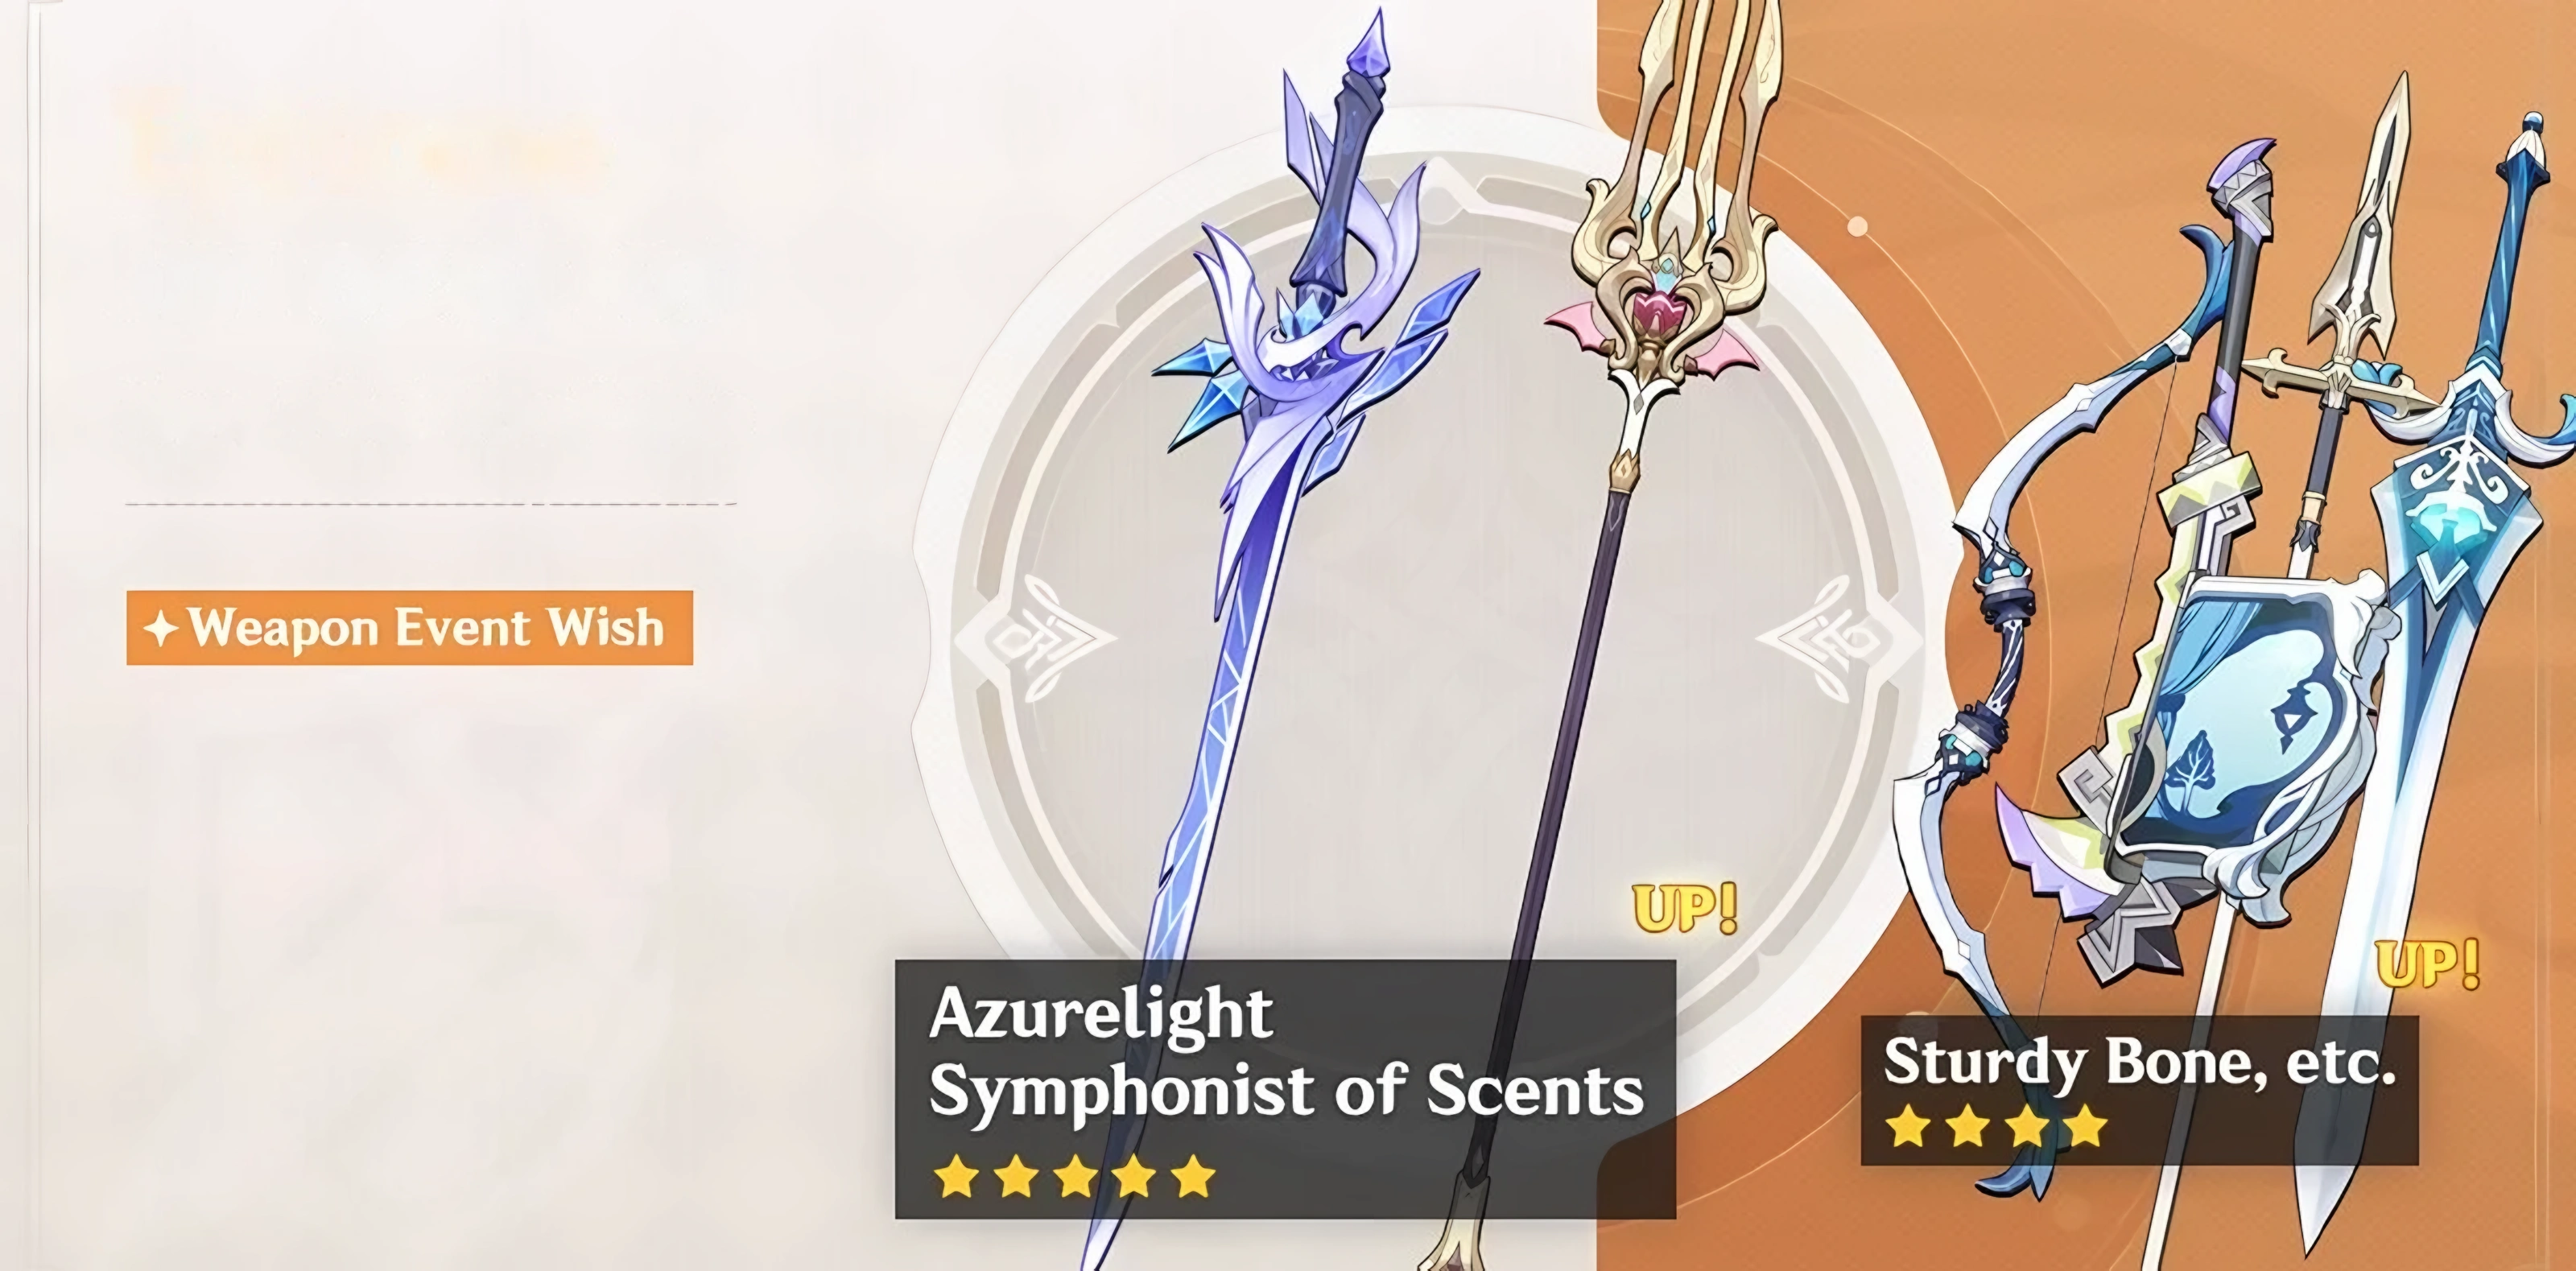 Weapon Event Wish
UP!
Azurelight
Symphonist of Scents
UP!
Sturdy Bone, etc.